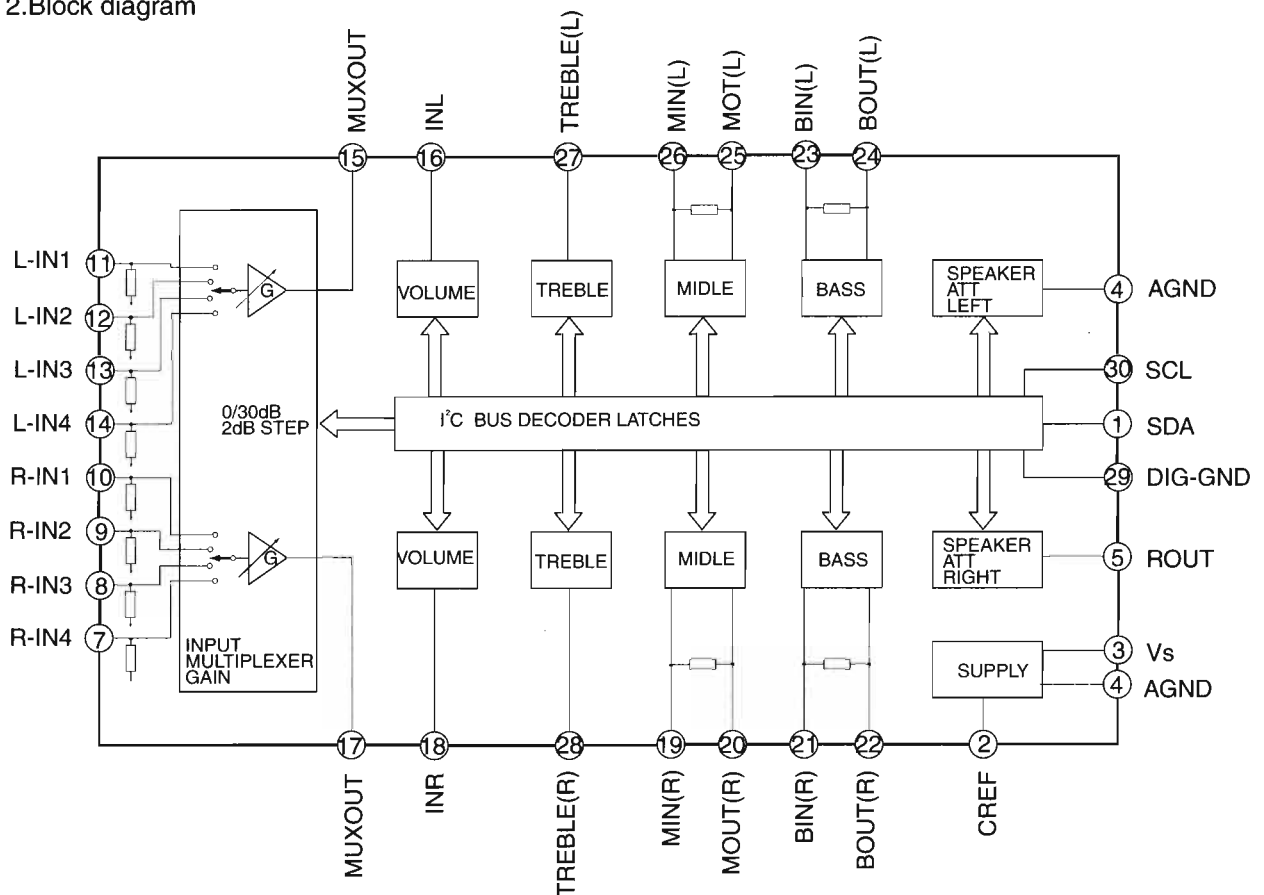 2.Block diagram
MUXOUT
INL
TREBLE(L)
MIN(L)
MOT(L)
BIN(L)
BOUT(L)
15
16
27
26
25
23
24
L-IN1 11
L-IN2 12
L-IN3 13
L-IN4 14
R-IN1 10
R-IN2 9
R-IN3 8
R-IN4 7
G
G
0/30dB
2dB STEP
INPUT
MULTIPLEXER
GAIN
VOLUME
TREBLE
MIDLE
BASS
SPEAKER
ATT
LEFT
I²C BUS DECODER LATCHES
VOLUME
TREBLE
MIDLE
BASS
SPEAKER
ATT
RIGHT
SUPPLY
4 AGND
30 SCL
1 SDA
29 DIG-GND
5 ROUT
3 Vs
4 AGND
17
18
28
19
20
21
22
2
MUXOUT
INR
TREBLE(R)
MIN(R)
MOUT(R)
BIN(R)
BOUT(R)
CREF